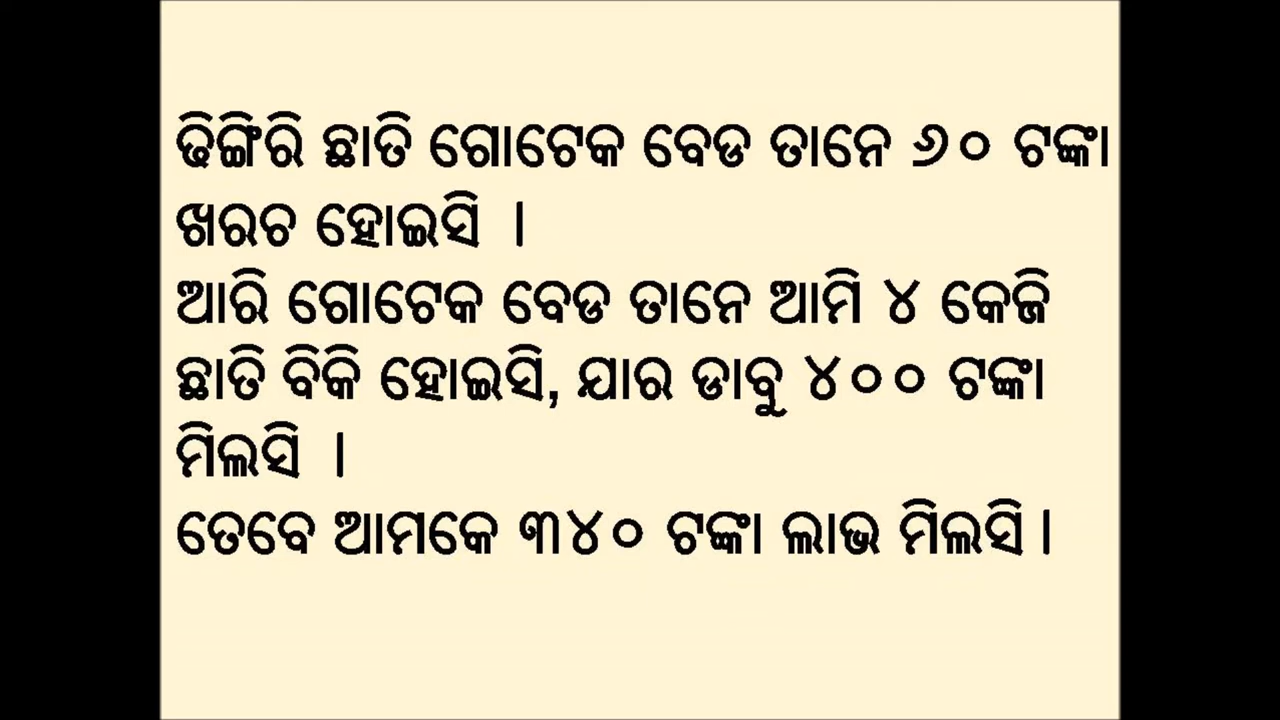 ଢିଙ୍ଗିରି ଛାତି ଗୋଟେକ ବେଡ ତାନେ ୬୦ ଟଙ୍କା
ଖରଚ ହୋଇସି ।
ଆରି ଗୋଟେକ ବେଡ ତାନେ ଆମି ୪ କେଜି
ଛାତି ବିକି ହୋଇସି, ଯାର ଡାବୁ ୪୦୦ ଟଙ୍କା
ମିଲସି ।
ତେବେ ଆମକେ ୩୪୦ ଟଙ୍କା ଲାଭ ମିଲସି ।